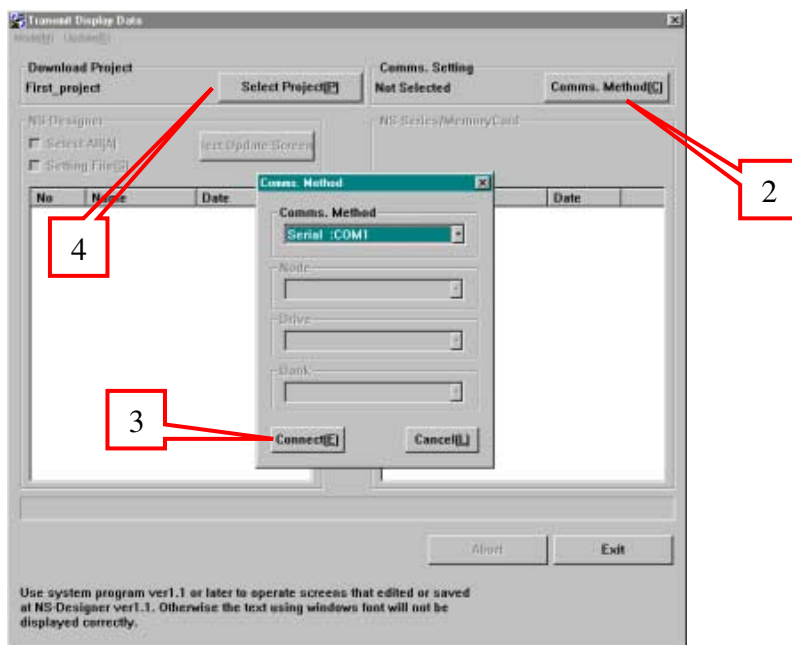 Transmit Display Data
Download Project
First_project
Select Project[P]
Comms. Setting
Not Selected
Comms. Method[C]
NS-Designer
Select All[A]
Setting File[S]
Text Update Screen
NS-Series/MemoryCard
No Name Date
Date
2
4
Comms. Method
Comms. Method
Serial :COM1
Node
Drive
Bank
3
Connect[E]
Cancel[L]
Abort
Exit
Use system program ver1.1 or later to operate screens that edited or saved
at NS-Designer ver1.1. Otherwise the text using windows font will not be
displayed correctly.